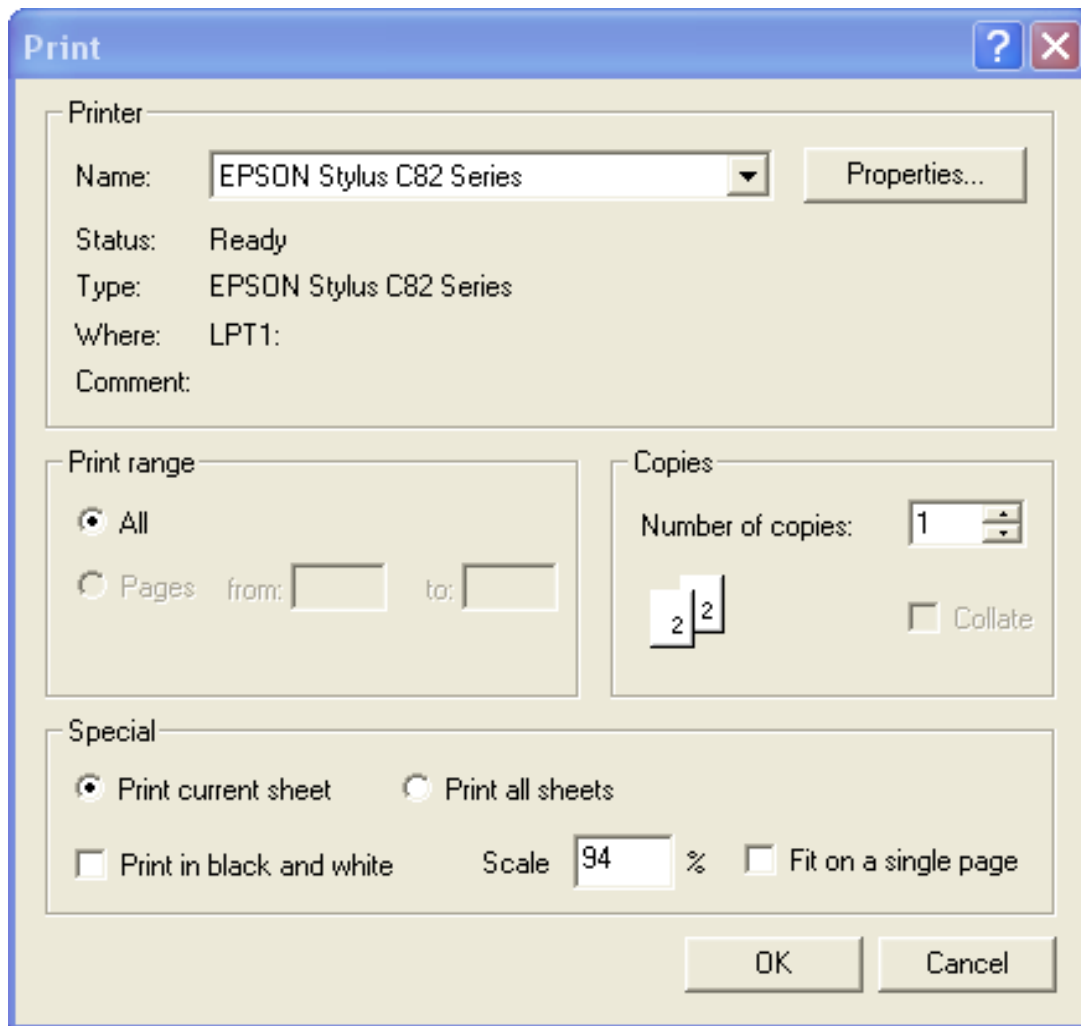 Print
Printer
Name: EPSON Stylus C82 Series Properties...
Status: Ready
Type: EPSON Stylus C82 Series
Where: LPT1:
Comment:
Print range
All
Pages from: to:
Copies
Number of copies: 1
2 2
Collate
Special
Print current sheet Print all sheets
Print in black and white Scale 94 % Fit on a single page
OK Cancel